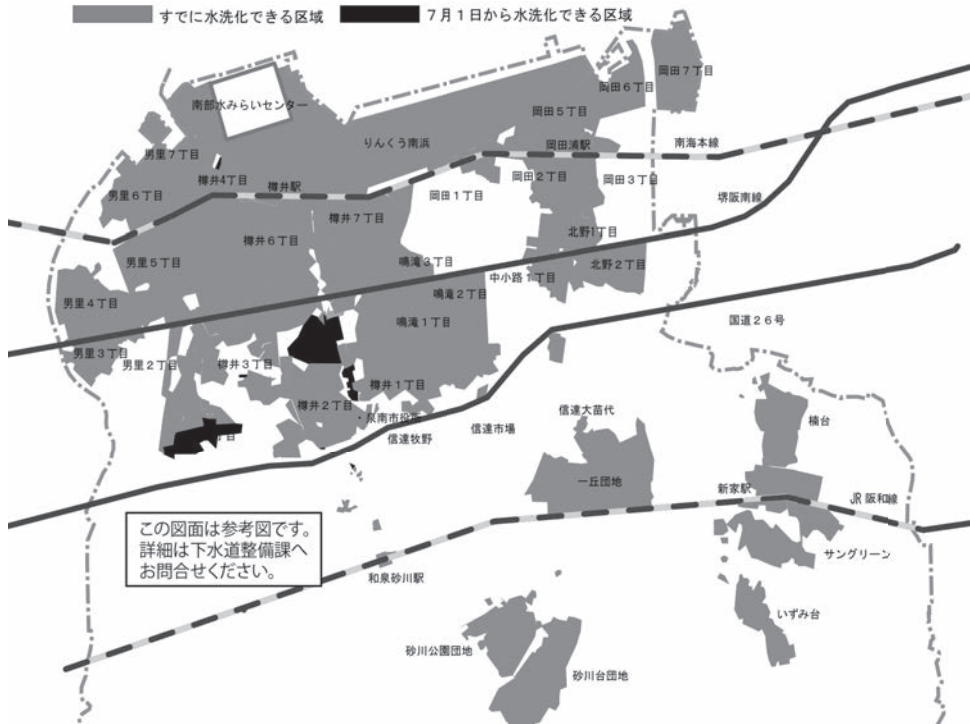 すでに水洗化できる区域
７月１日から水洗化できる区域
岡田７丁目
岡田６丁目
南部水みらいセンター
岡田５丁目
りんくう南浜
岡田浦駅
南海本線
男里７丁目
樽井4丁目
樽井駅
岡田２丁目
岡田３丁目
男里６丁目
岡田１丁目
堺阪南線
樽井７丁目
樽井６丁目
北野1丁目
男里５丁目
鳴滝３丁目
北野２丁目
中小路１丁目
鳴滝２丁目
男里４丁目
鳴滝１丁目
国道２６号
男里３丁目
男里２丁目
樽井３丁目
樽井１丁目
樽井２丁目
・泉南市役所
丁目
信達牧野
信達市場
信達大苗代
楠台
一丘団地
新家駅
JR 阪和線
この図面は参考図です。
詳細は下水道整備課へ
お問合せください。
サングリーン
和泉砂川駅
いずみ台
砂川公園団地
砂川台団地